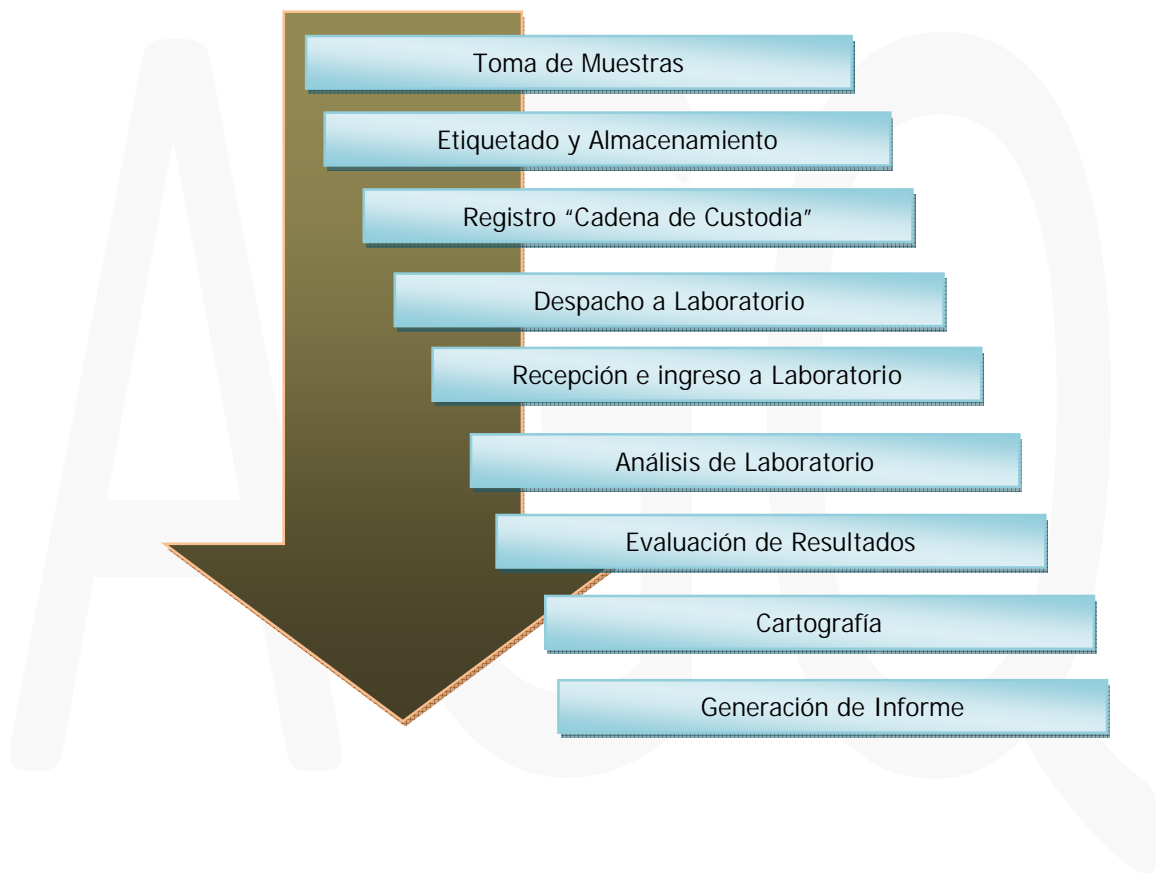 Toma de Muestras
Etiquetado y Almacenamiento
Registro “Cadena de Custodia”
Despacho a Laboratorio
Recepción e ingreso a Laboratorio
Análisis de Laboratorio
Evaluación de Resultados
Cartografía
Generación de Informe
AGQ